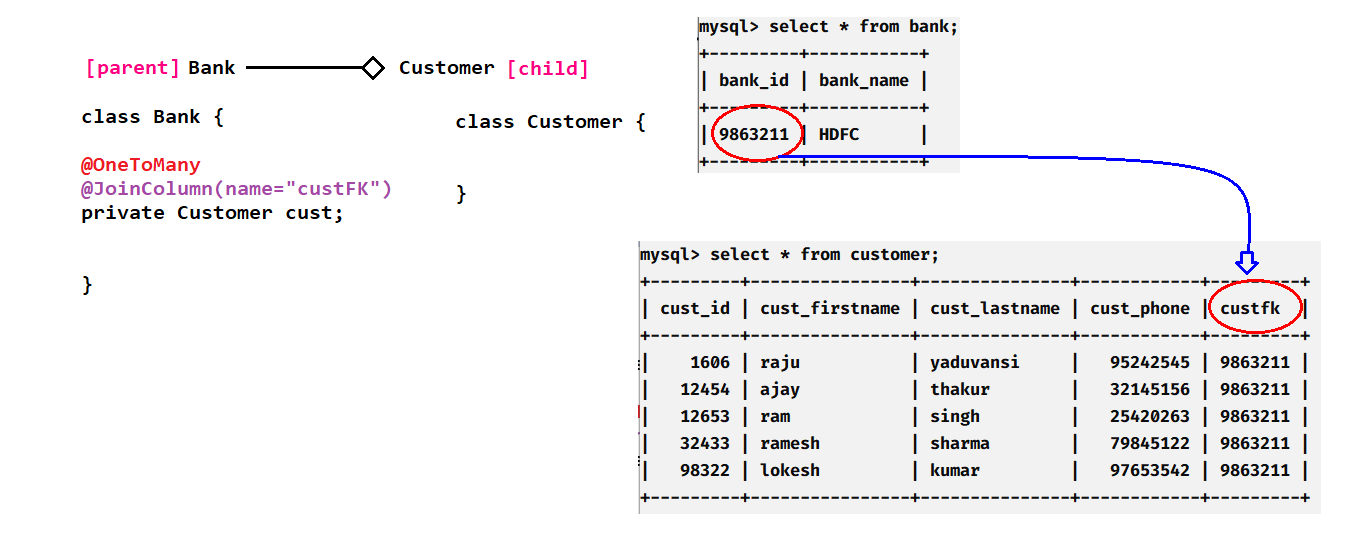 [parent] Bank
Customer [child]
class Bank {
@OneToMany
@JoinColumn(name="custFK")
private Customer cust;
}
class Customer {
}
mysql> select * from bank;
+---------+-----------+
| bank_id | bank_name |
+---------+-----------+
| 9863211 | HDFC      |
+---------+-----------+
mysql> select * from customer;
+---------+----------------+---------------+------------+---------+
| cust_id | cust_firstname | cust_lastname | cust_phone | custfk  |
+---------+----------------+---------------+------------+---------+
|    1606 | raju           | yaduvansi     |   95242545 | 9863211 |
|   12454 | ajay           | thakur        |   32145156 | 9863211 |
|   12653 | ram            | singh         |   25420263 | 9863211 |
|   32433 | ramesh         | sharma        |   79845122 | 9863211 |
|   98322 | lokesh         | kumar         |   97653542 | 9863211 |
+---------+----------------+---------------+------------+---------+